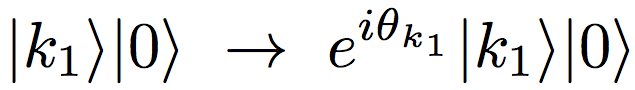 |k₁⟩|0⟩ → e^{iθ_{k₁}} |k₁⟩|0⟩